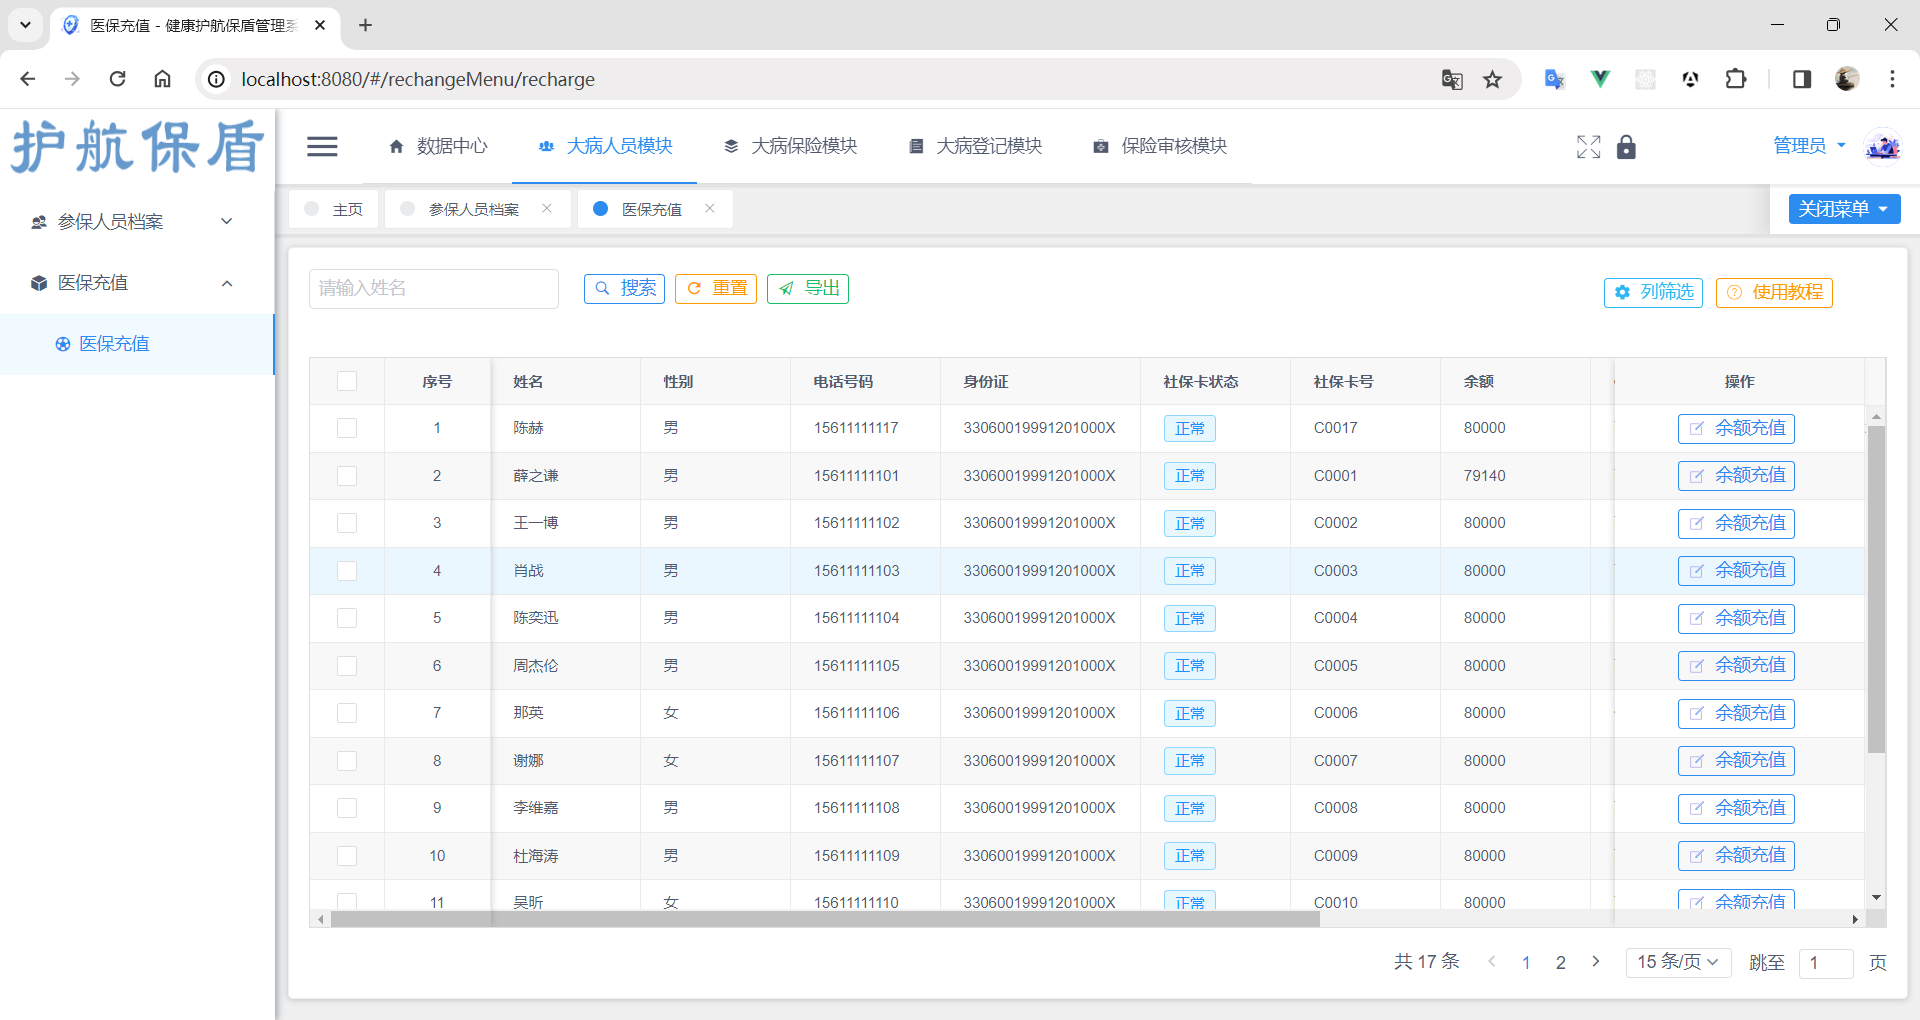 医保充值 - 健康护航保盾管理系
localhost:8080/#/rechangeMenu/recharge
护航保盾
数据中心 大病人员模块 大病保险模块 大病登记模块 保险审核模块 管理员
主页 参保人员档案 医保充值 关闭菜单
参保人员档案
医保充值
医保充值
请输入姓名 搜索 重置 导出 列筛选 使用教程
序号 姓名 性别 电话号码 身份证 社保卡状态 社保卡号 余额 操作
1 陈赫 男 15611111117 33060019991201000X 正常 C0017 80000 余额充值
2 薛之谦 男 15611111101 33060019991201000X 正常 C0001 79140 余额充值
3 王一博 男 15611111102 33060019991201000X 正常 C0002 80000 余额充值
4 肖战 男 15611111103 33060019991201000X 正常 C0003 80000 余额充值
5 陈奕迅 男 15611111104 33060019991201000X 正常 C0004 80000 余额充值
6 周杰伦 男 15611111105 33060019991201000X 正常 C0005 80000 余额充值
7 那英 女 15611111106 33060019991201000X 正常 C0006 80000 余额充值
8 谢娜 女 15611111107 33060019991201000X 正常 C0007 80000 余额充值
9 李维嘉 男 15611111108 33060019991201000X 正常 C0008 80000 余额充值
10 杜海涛 男 15611111109 33060019991201000X 正常 C0009 80000 余额充值
11 吴昕 女 15611111110 33060019991201000X 正常 C0010 80000 余额充值
共 17 条 1 2 15 条/页 跳至 1 页